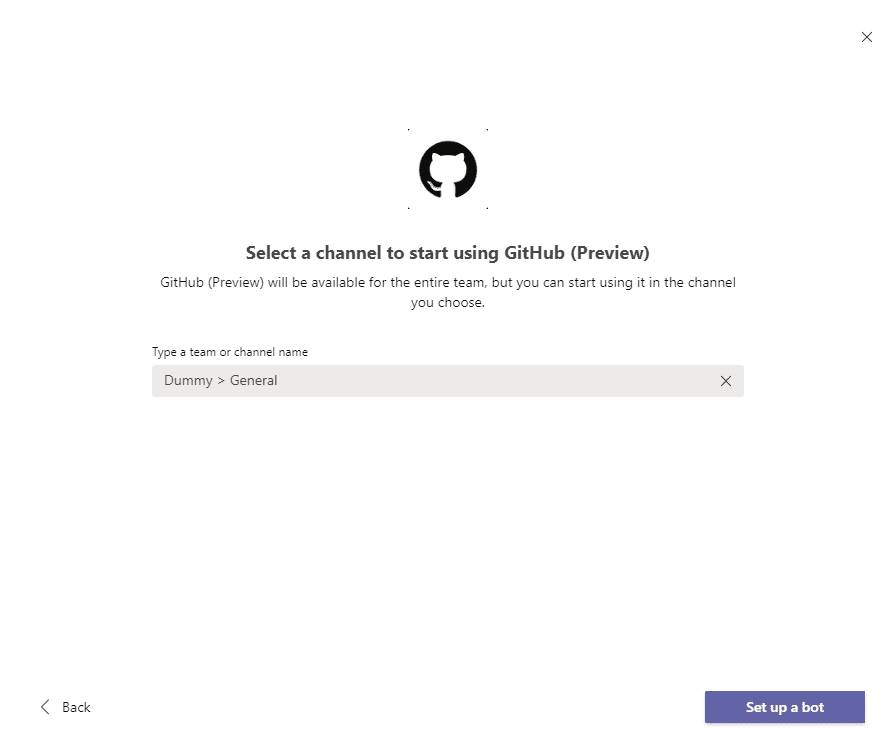 Select a channel to start using GitHub (Preview)
GitHub (Preview) will be available for the entire team, but you can start using it in the channel
you choose.
Type a team or channel name
Dummy > General
Back
Set up a bot